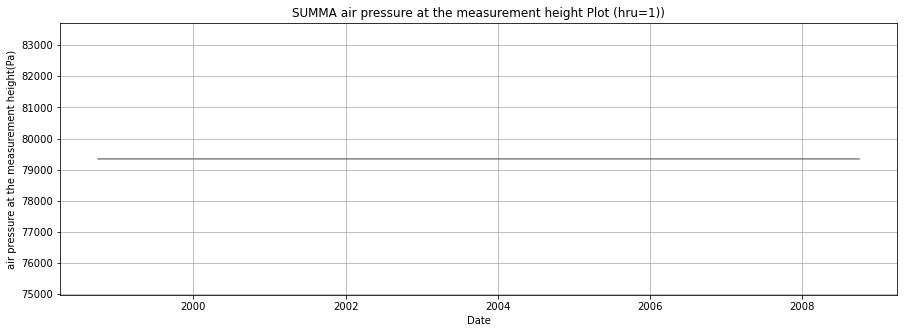 SUMMA air pressure at the measurement height Plot (hru=1))
air pressure at the measurement height(Pa)
83000
82000
81000
80000
79000
78000
77000
76000
75000
2000 2002 2004 2006 2008
Date